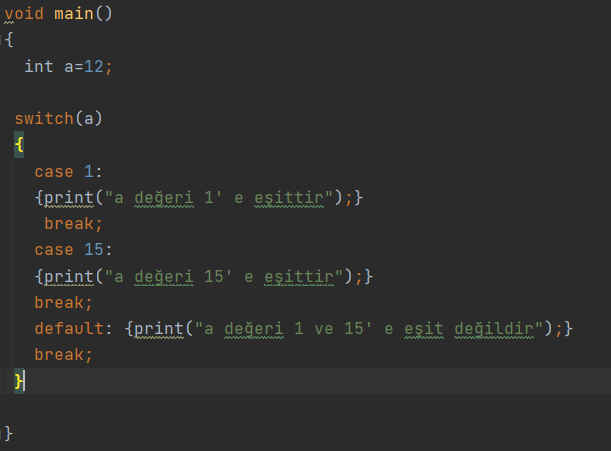 void main()
{
int a=12;
switch(a)
{
case 1:
{print("a değeri 1' e eşittir");}
break;
case 15:
{print("a değeri 15' e eşittir");}
break;
default: {print("a değeri 1 ve 15' e eşit değildir");}
break;
}
}